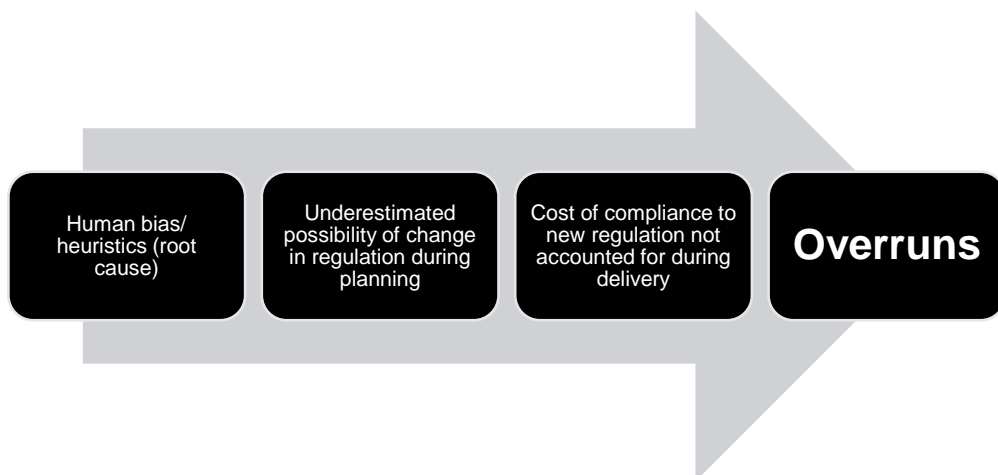 Human bias/
heuristics (root
cause)
Underestimated
possibility of change
in regulation during
planning
Cost of compliance to
new regulation not
accounted for during
delivery
Overruns